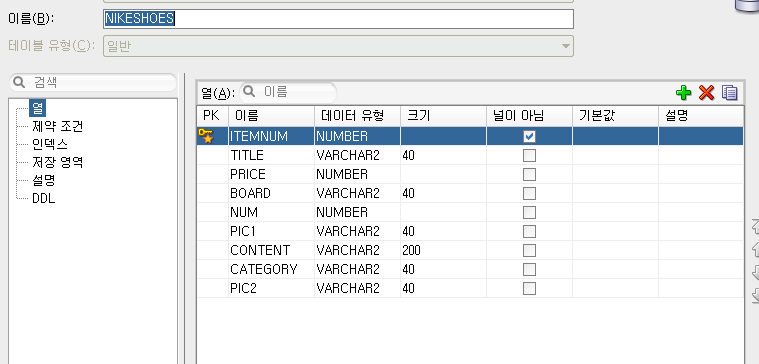 이름(B): NIKESHOES
테이블 유형(C): 일반
검색
열
제약 조건
인덱스
저장 영역
설명
DDL
열(A): 이름
PK 이름 데이터 유형 크기 널이 아님 기본값 설명
ITEMNUM NUMBER
TITLE VARCHAR2 40
PRICE NUMBER
BOARD VARCHAR2 40
NUM NUMBER
PIC1 VARCHAR2 40
CONTENT VARCHAR2 200
CATEGORY VARCHAR2 40
PIC2 VARCHAR2 40